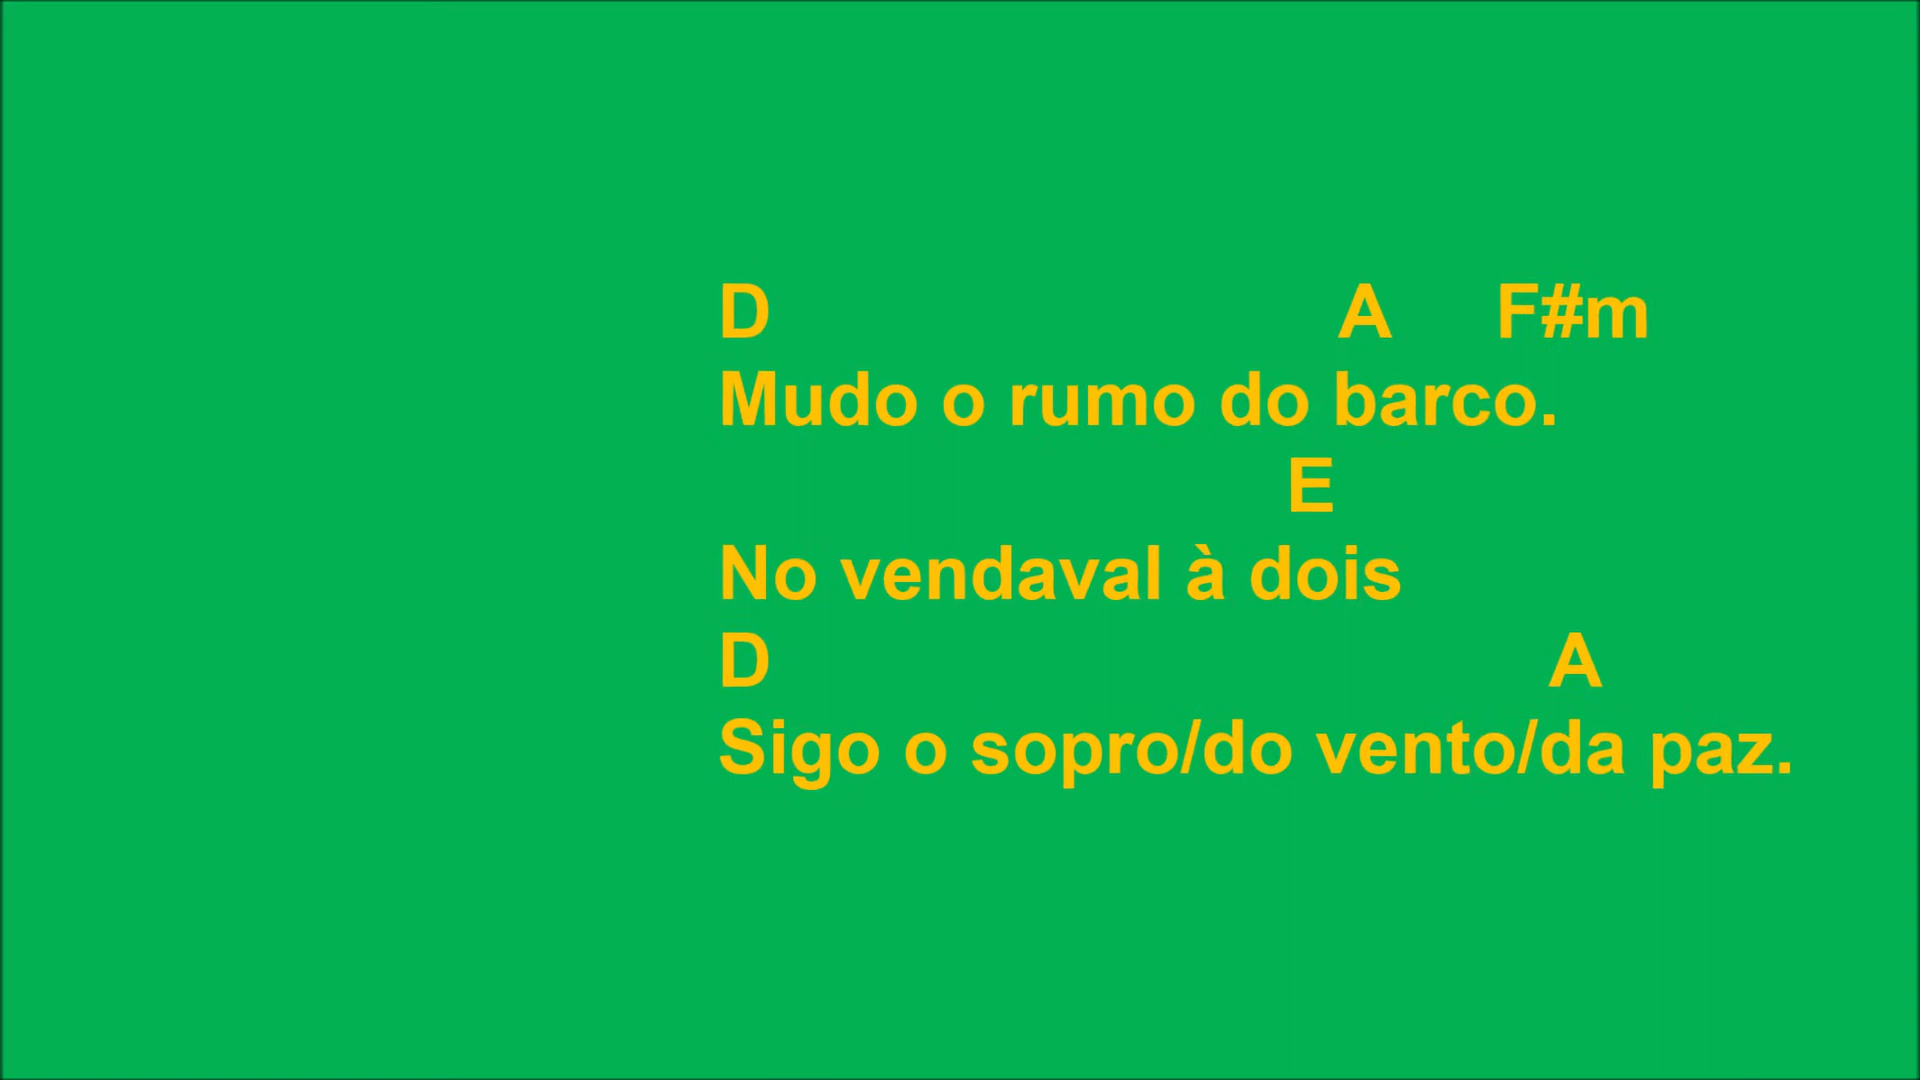 D A F#m
Mudo o rumo do barco.
E
No vendaval à dois
D A
Sigo o sopro/do vento/da paz.